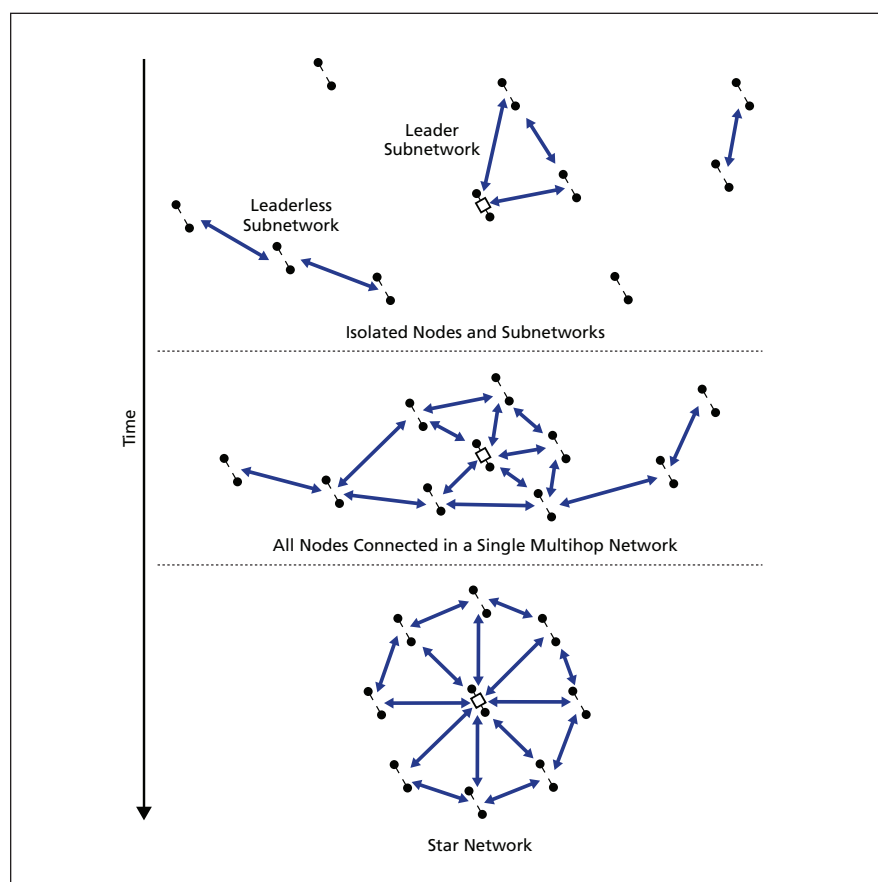 Leader
Subnetwork
Leaderless
Subnetwork
Isolated Nodes and Subnetworks
Time
All Nodes Connected in a Single Multihop Network
Star Network